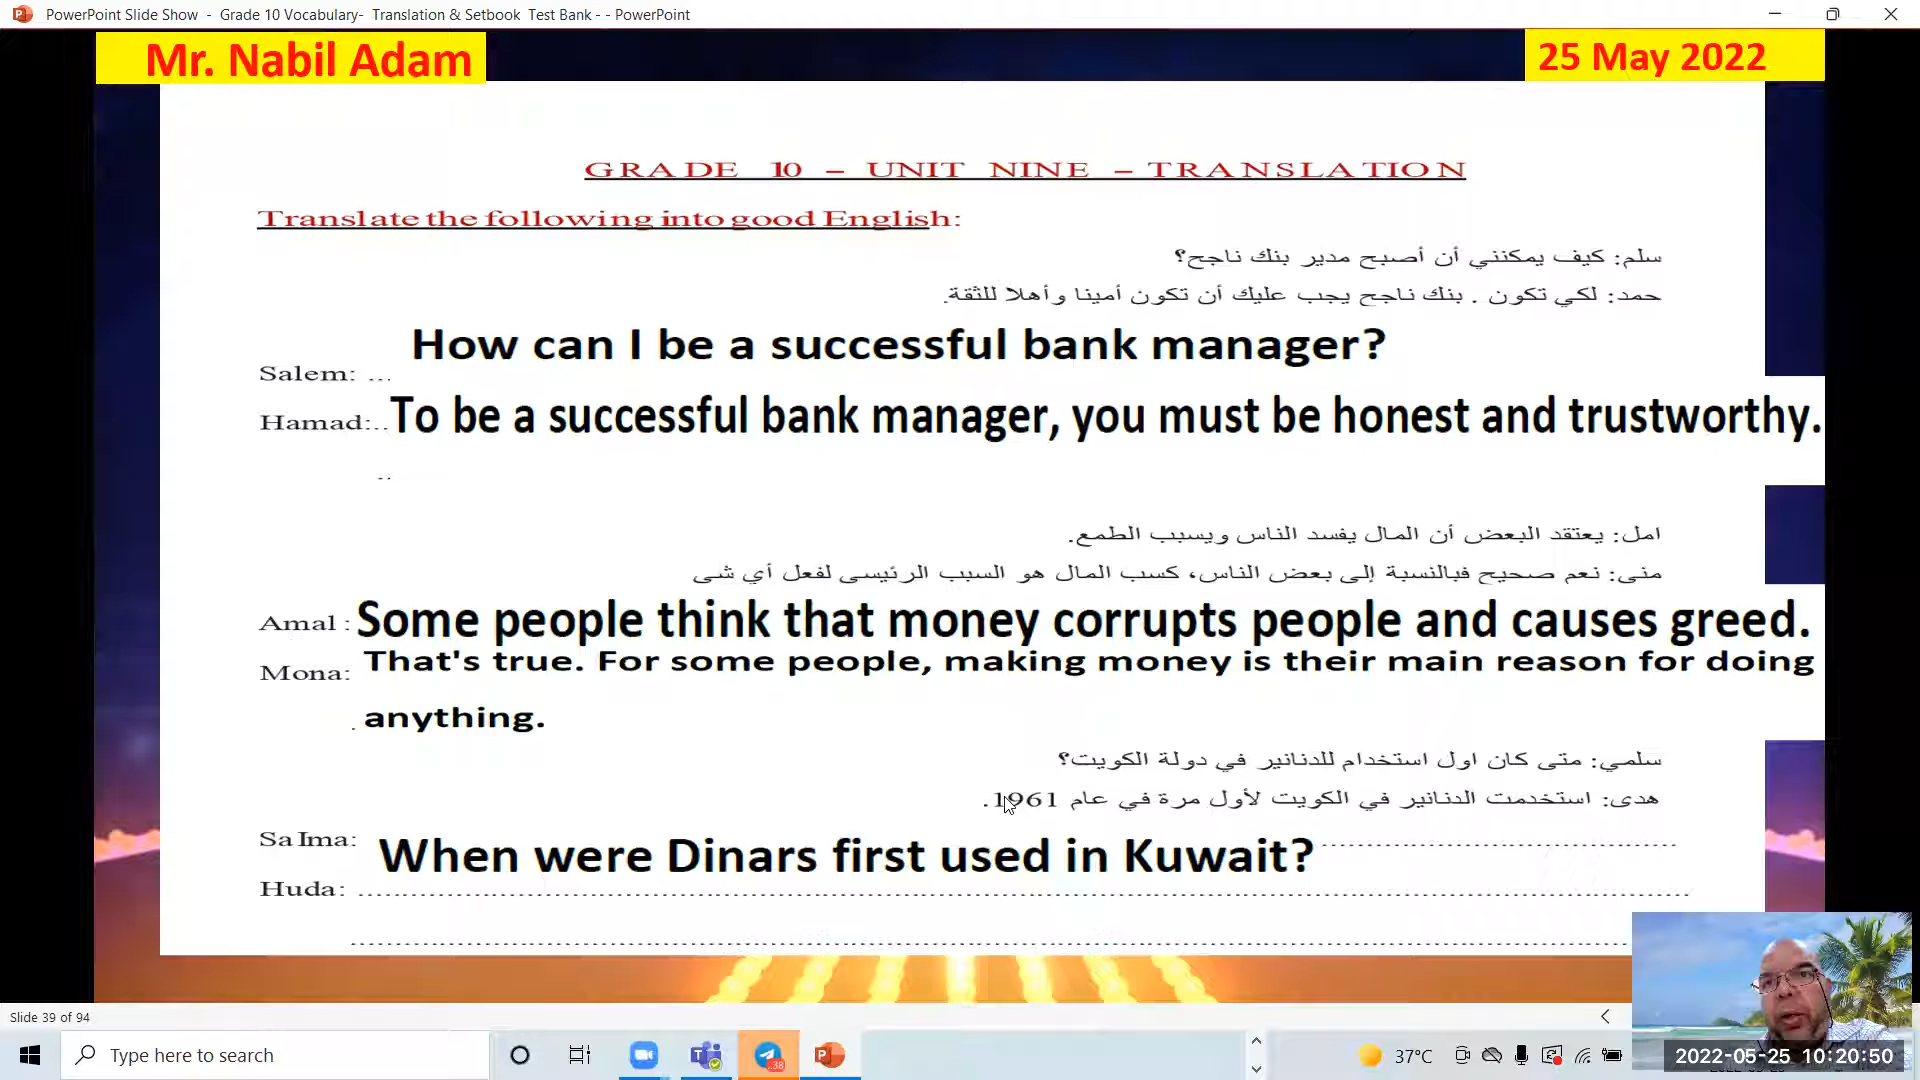 PowerPoint Slide Show - Grade 10 Vocabulary- Translation & Setbook Test Bank - - PowerPoint
Mr. Nabil Adam
25 May 2022
GRADE 10 – UNIT NINE – TRANSLATION
Translate the following into good English:
سلم: كيف يمكنني أن أصبح مدير بنك ناجح؟
حمد: لكي تكون . بنك ناجح يجب عليك أن تكون أمينا وأهلا للثقة.
How can I be a successful bank manager?
Salem: ...
Hamad:.. To be a successful bank manager, you must be honest and trustworthy.
..
امل: يعتقد البعض أن المال يفسد الناس ويسبب الطمع.
منى: نعم صحيح فبالنسبة إلى بعض الناس، كسب المال هو السبب الرئيسى لفعل أي شى
Amal : Some people think that money corrupts people and causes greed.
Mona: That's true. For some people, making money is their main reason for doing
. anything.
سلمي: متى كان اول استخدام للدنانير في دولة الكويت؟
هدى: استخدمت الدنانير في الكويت لأول مرة في عام 1961.
Salma: When were Dinars first used in Kuwait?
Huda:
Slide 39 of 94
Type here to search
38
37°C
2022-05-25 10:20:50